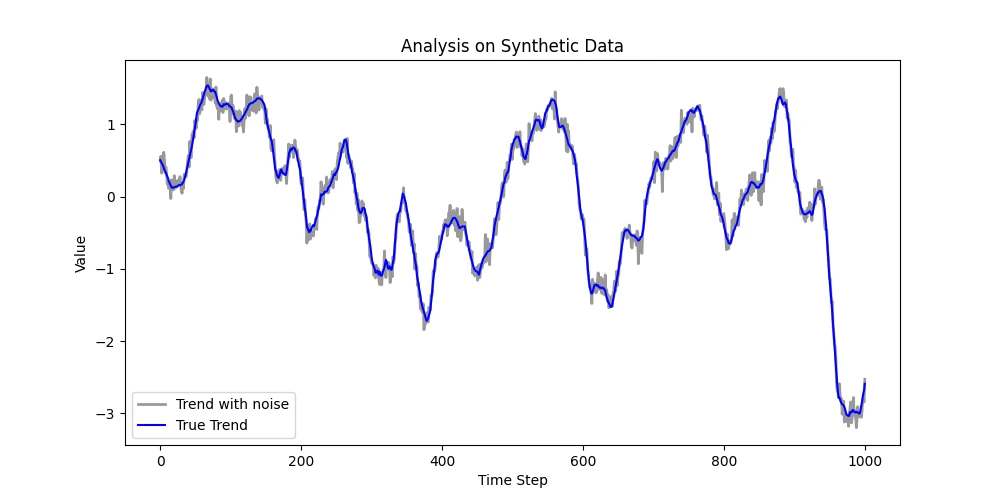 Analysis on Synthetic Data
Value
1
0
−1
−2
−3
Trend with noise
True Trend
0 200 400 600 800 1000
Time Step